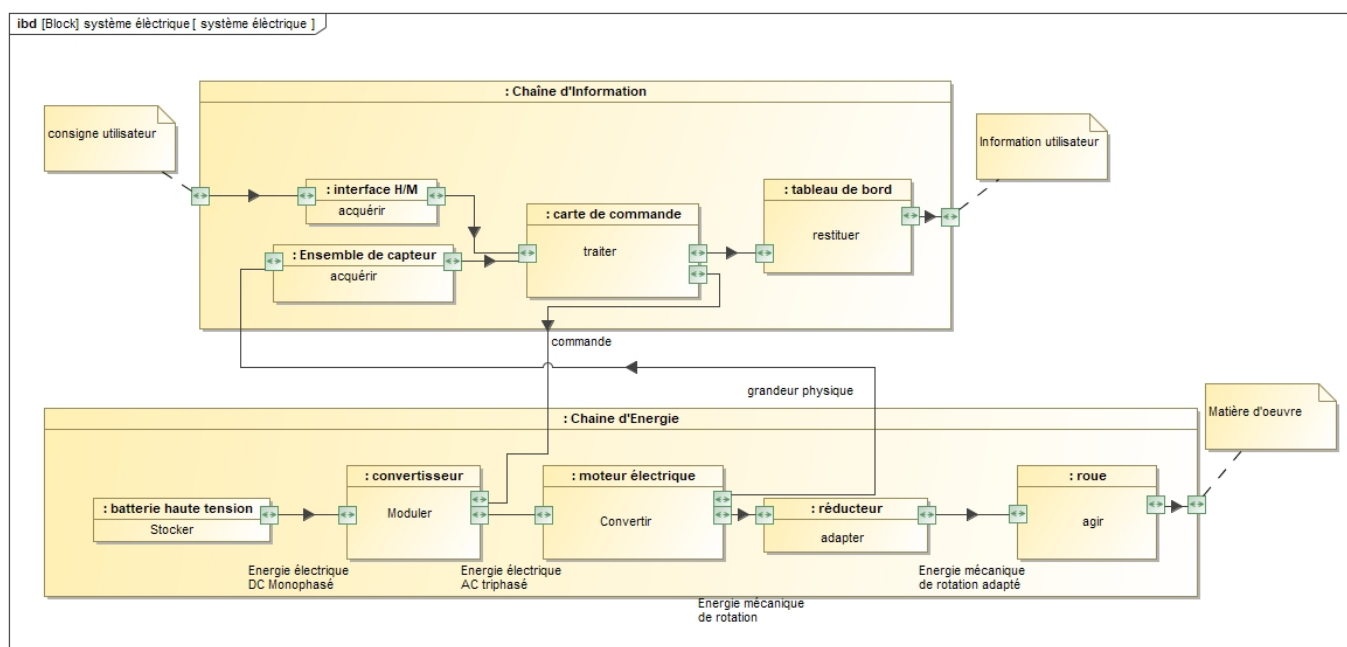 ibd [Block] système élèctrique [ système élèctrique ]
: Chaîne d'Information
consigne utilisateur
Information utilisateur
: interface H/M
acquérir
: tableau de bord
restituer
: carte de commande
traiter
: Ensemble de capteur
acquérir
commande
grandeur physique
: Chaine d'Energie
Matière d'oeuvre
: convertisseur
Moduler
: moteur électrique
Convertir
: roue
agir
: batterie haute tension
Stocker
: réducteur
adapter
Energie électrique
DC Monophasé
Energie électrique
AC triphasé
Energie mécanique
de rotation adapté
Energie mécanique
de rotation